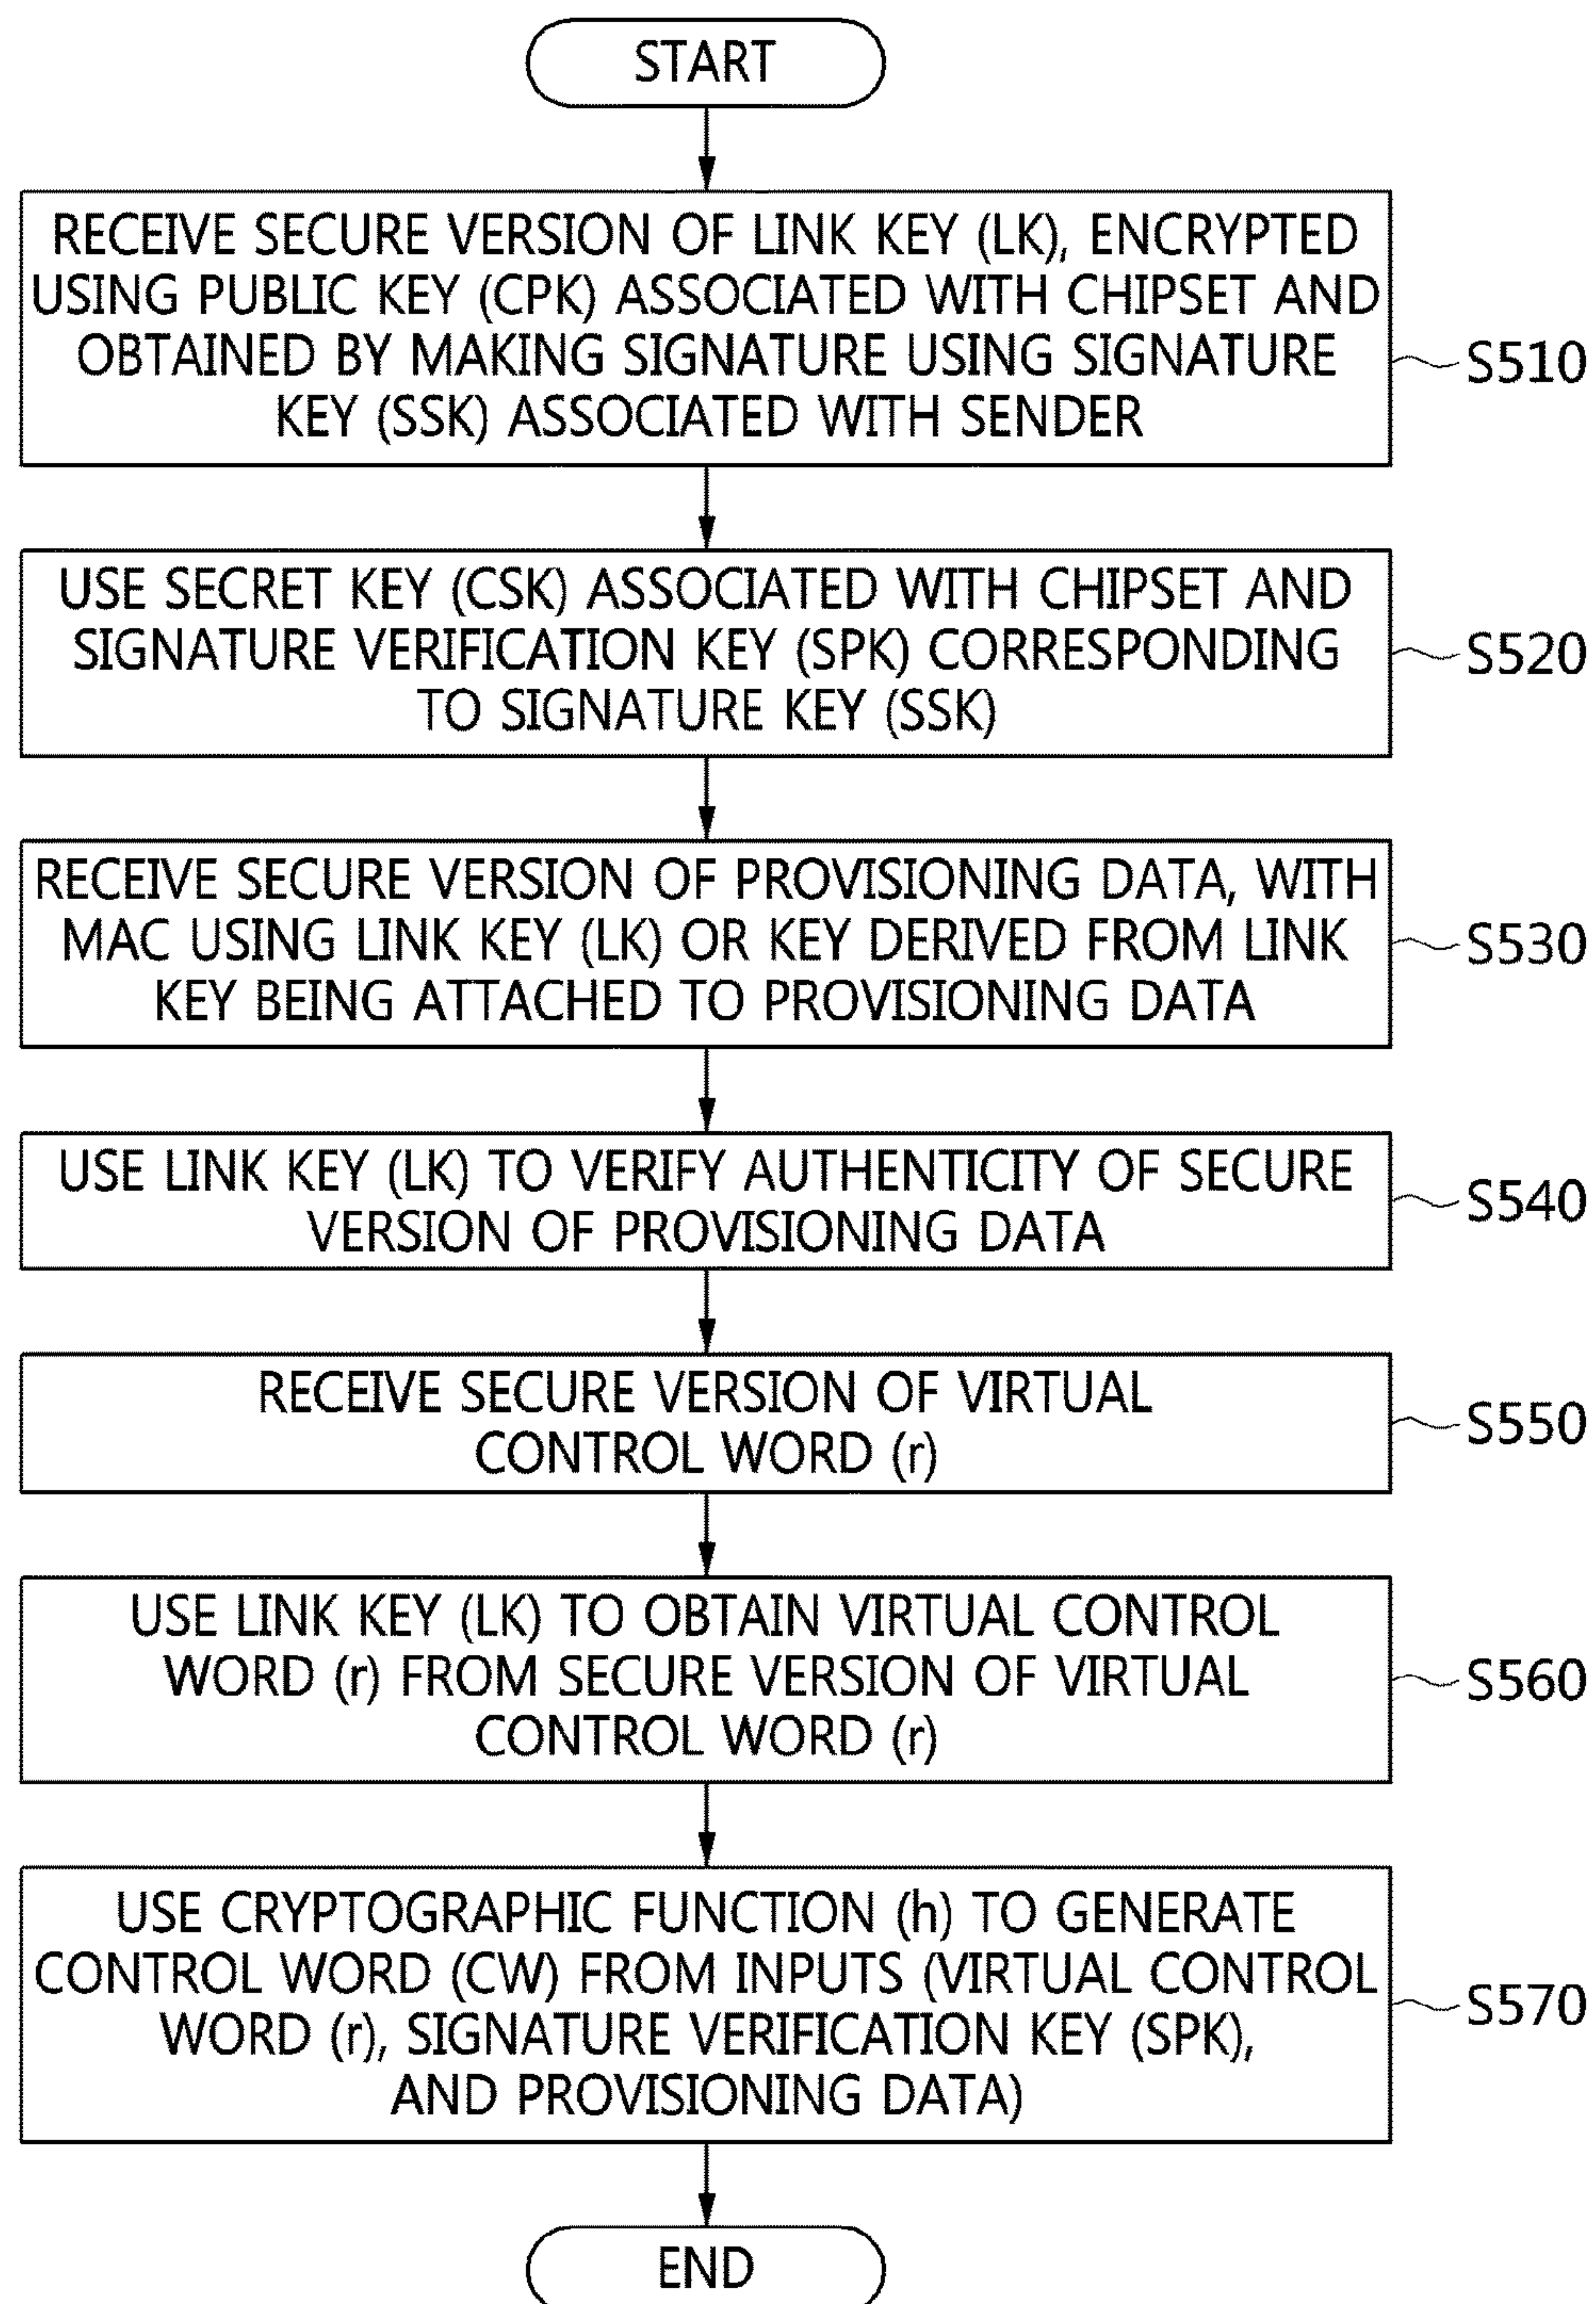 START
RECEIVE SECURE VERSION OF LINK KEY (LK), ENCRYPTED
USING PUBLIC KEY (CPK) ASSOCIATED WITH CHIPSET AND
OBTAINED BY MAKING SIGNATURE USING SIGNATURE
KEY (SSK) ASSOCIATED WITH SENDER
S510
USE SECRET KEY (CSK) ASSOCIATED WITH CHIPSET AND
SIGNATURE VERIFICATION KEY (SPK) CORRESPONDING
TO SIGNATURE KEY (SSK)
S520
RECEIVE SECURE VERSION OF PROVISIONING DATA, WITH
MAC USING LINK KEY (LK) OR KEY DERIVED FROM LINK
KEY BEING ATTACHED TO PROVISIONING DATA
S530
USE LINK KEY (LK) TO VERIFY AUTHENTICITY OF SECURE
VERSION OF PROVISIONING DATA
S540
RECEIVE SECURE VERSION OF VIRTUAL
CONTROL WORD (r)
S550
USE LINK KEY (LK) TO OBTAIN VIRTUAL CONTROL
WORD (r) FROM SECURE VERSION OF VIRTUAL
CONTROL WORD (r)
S560
USE CRYPTOGRAPHIC FUNCTION (h) TO GENERATE
CONTROL WORD (CW) FROM INPUTS (VIRTUAL CONTROL
WORD (r), SIGNATURE VERIFICATION KEY (SPK),
AND PROVISIONING DATA)
S570
END